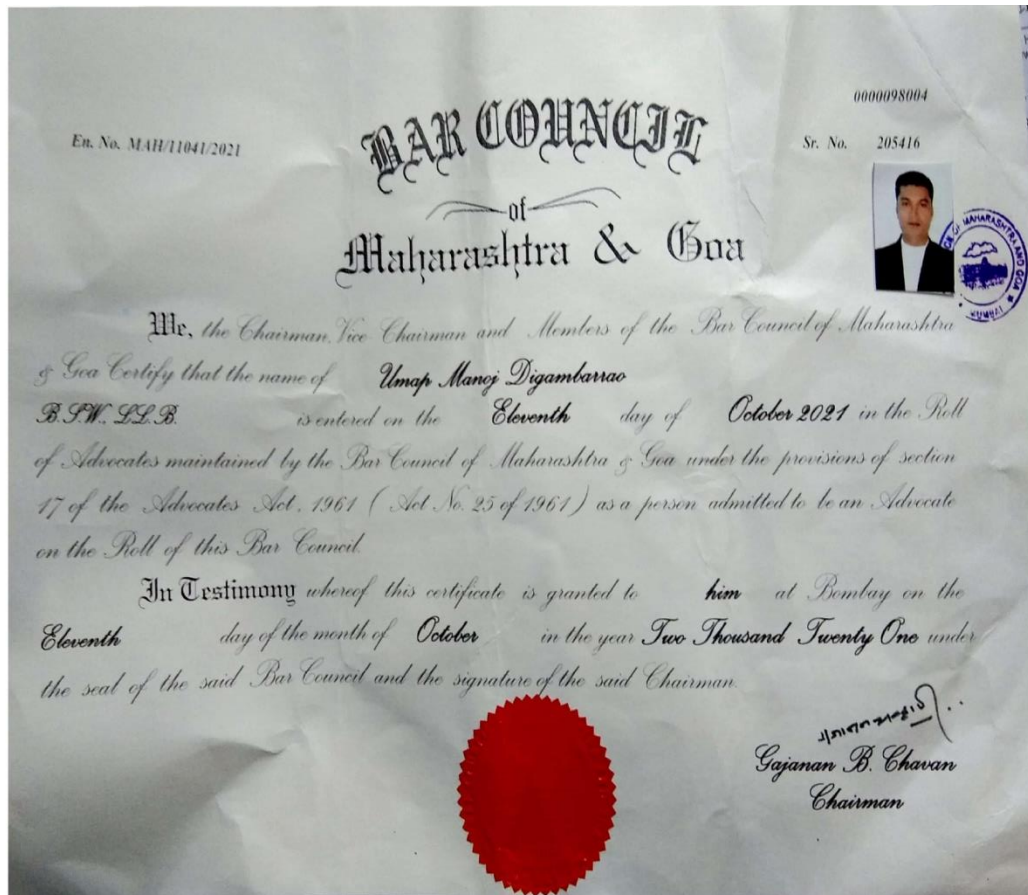 0000098004
En. No. MAH/11041/2021
Sr. No. 205416
BAR COUNCIL
of
Maharashtra & Goa
OF MAHARASHTRA AND GOA ★ MUMBAI ★
We, the Chairman, Vice Chairman and Members of the Bar Council of Maharashtra
& Goa Certify that the name of Umap Manoj Digambarrao
B.S.W., LL.B. is entered on the Eleventh day of October 2021 in the Roll
of Advocates maintained by the Bar Council of Maharashtra & Goa under the provisions of section
17 of the Advocates Act, 1961 ( Act No. 25 of 1961 ) as a person admitted to be an Advocate
on the Roll of this Bar Council.
In Testimony whereof this certificate is granted to him at Bombay on the
Eleventh day of the month of October in the year Two Thousand Twenty One under
the seal of the said Bar Council and the signature of the said Chairman.
Gajanan B. Chavan
Chairman